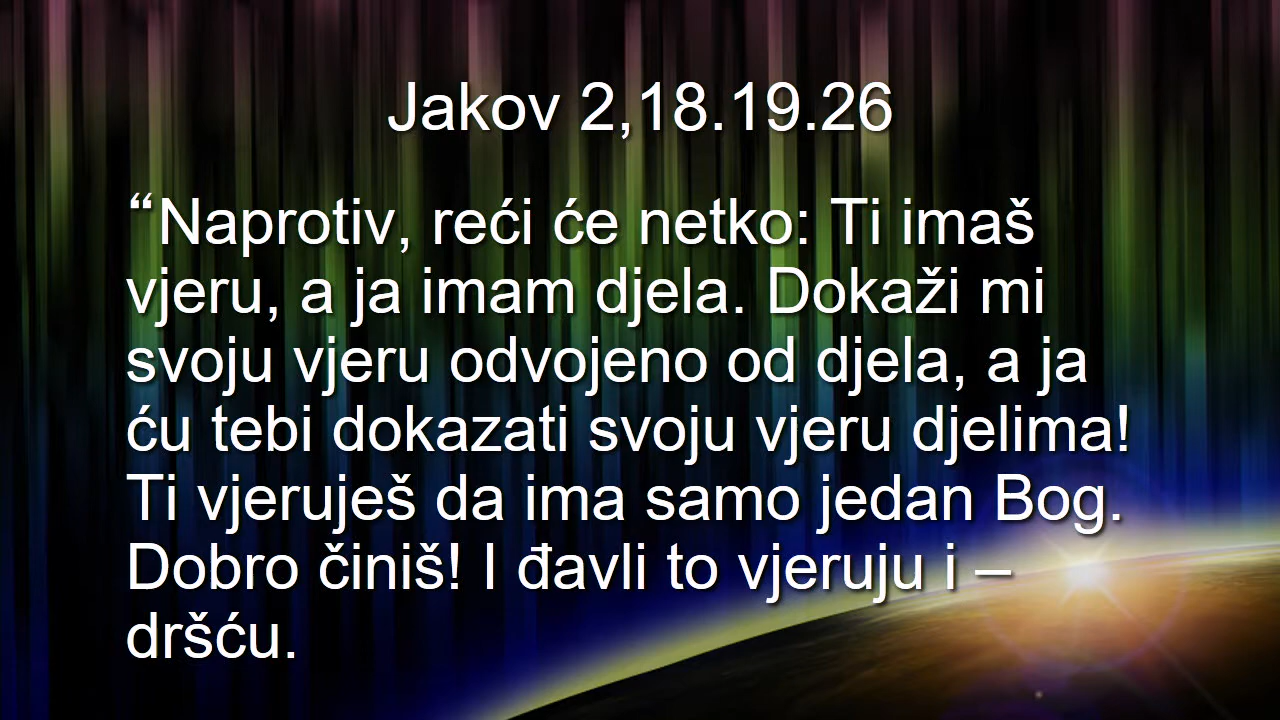 Jakov 2,18.19.26
“Naprotiv, reći će netko: Ti imaš
vjeru, a ja imam djela. Dokaži mi
svoju vjeru odvojeno od djela, a ja
ću tebi dokazati svoju vjeru djelima!
Ti vjeruješ da ima samo jedan Bog.
Dobro činiš! I đavli to vjeruju i –
dršću.